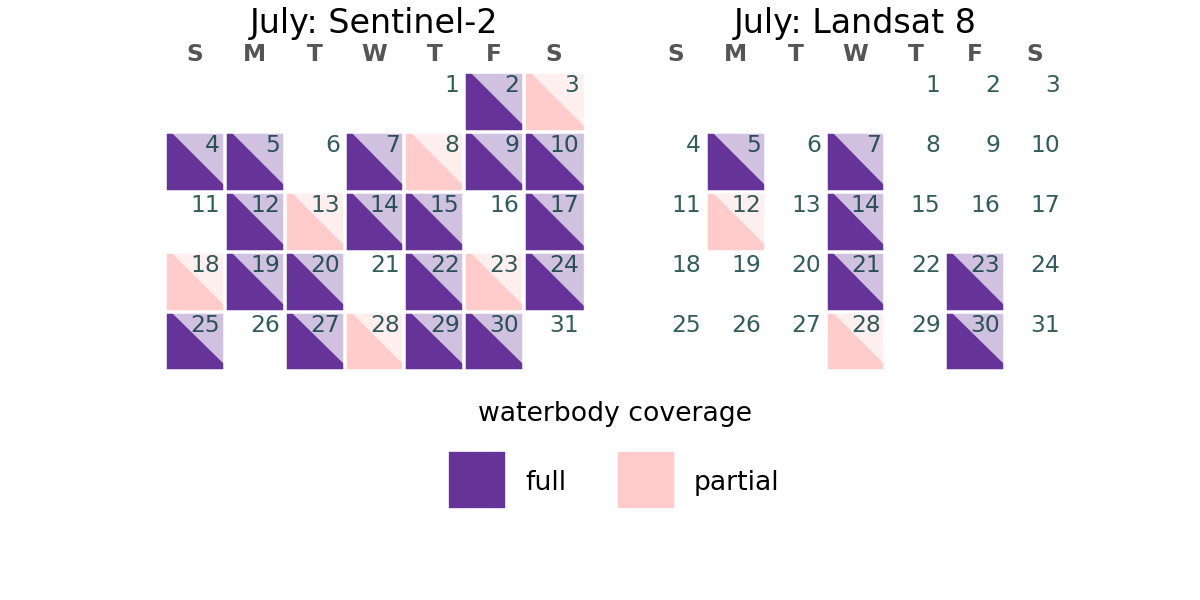 July: Sentinel-2
S M T W T F S
1 2 3
4 5 6 7 8 9 10
11 12 13 14 15 16 17
18 19 20 21 22 23 24
25 26 27 28 29 30 31
July: Landsat 8
S M T W T F S
1 2 3
4 5 6 7 8 9 10
11 12 13 14 15 16 17
18 19 20 21 22 23 24
25 26 27 28 29 30 31
waterbody coverage
full partial